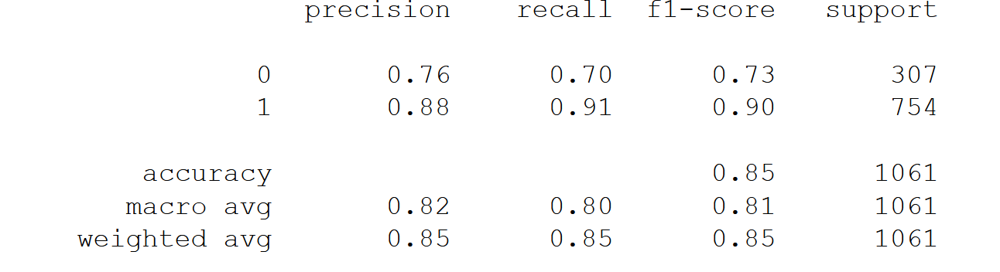 precision recall f1-score support
0 0.76 0.70 0.73 307
1 0.88 0.91 0.90 754
accuracy 0.85 1061
macro avg 0.82 0.80 0.81 1061
weighted avg 0.85 0.85 0.85 1061